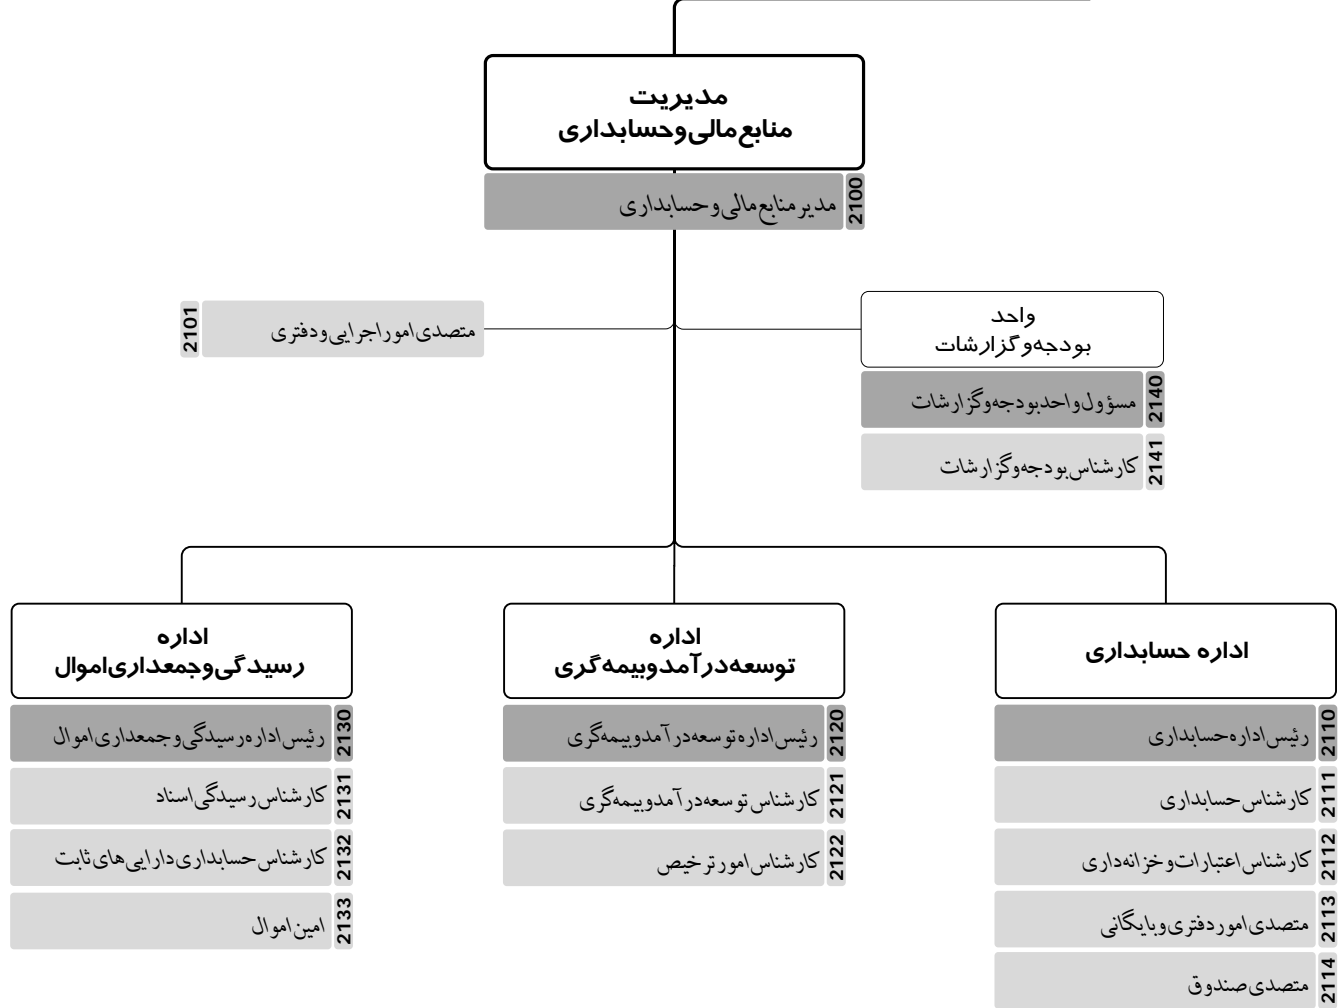 مدیریت
منابع مالی و حسابداری
2100
مدیر منابع مالی و حسابداری
واحد
بودجه و گزارشات
2140
مسؤول واحد بودجه و گزارشات
2141
کارشناس بودجه و گزارشات
متصدی امور اجرایی و دفتری
2101
اداره حسابداری
2110
رئیس اداره حسابداری
2111
کارشناس حسابداری
2112
کارشناس اعتبارات و خزانه داری
2113
متصدی امور دفتری و بایگانی
2114
متصدی صندوق
اداره
توسعه درآمد و بیمه گری
2120
رئیس اداره توسعه درآمد و بیمه گری
2121
کارشناس توسعه درآمد و بیمه گری
2122
کارشناس امور ترخیص
اداره
رسیدگی و جمعداری اموال
2130
رئیس اداره رسیدگی و جمعداری اموال
2131
کارشناس رسیدگی اسناد
2132
کارشناس حسابداری دارایی های ثابت
2133
امین اموال